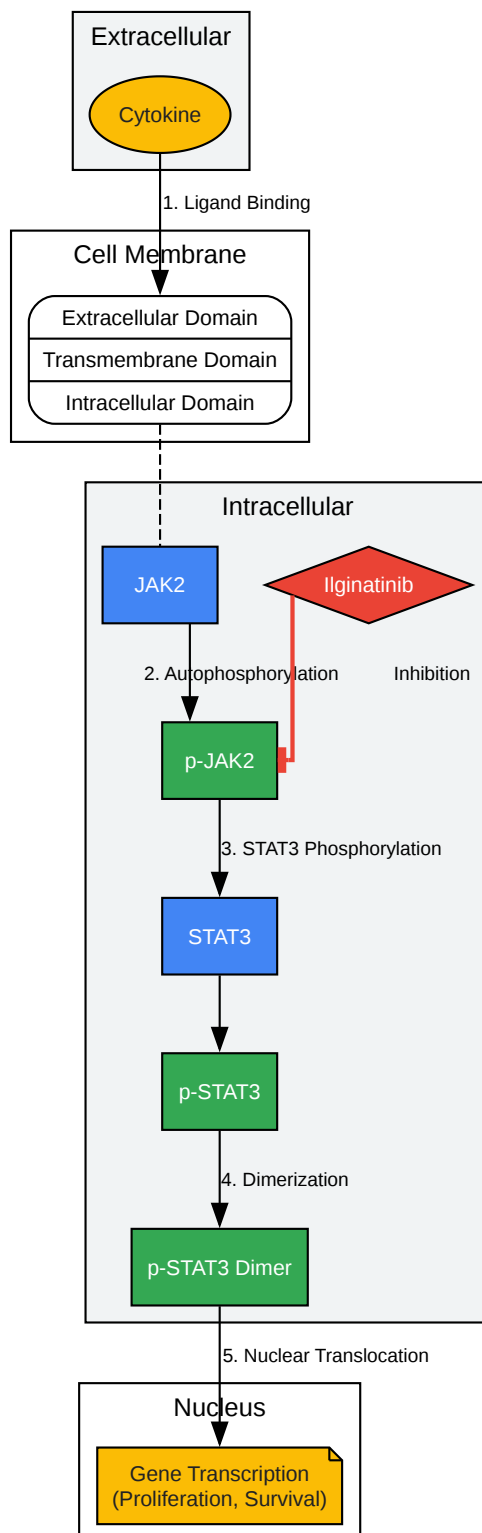 Extracellular
Cytokine
1. Ligand Binding
Cell Membrane
Extracellular Domain
Transmembrane Domain
Intracellular Domain
Intracellular
JAK2
Ilginatinib
2. Autophosphorylation
Inhibition
p-JAK2
3. STAT3 Phosphorylation
STAT3
p-STAT3
4. Dimerization
p-STAT3 Dimer
5. Nuclear Translocation
Nucleus
Gene Transcription
(Proliferation, Survival)